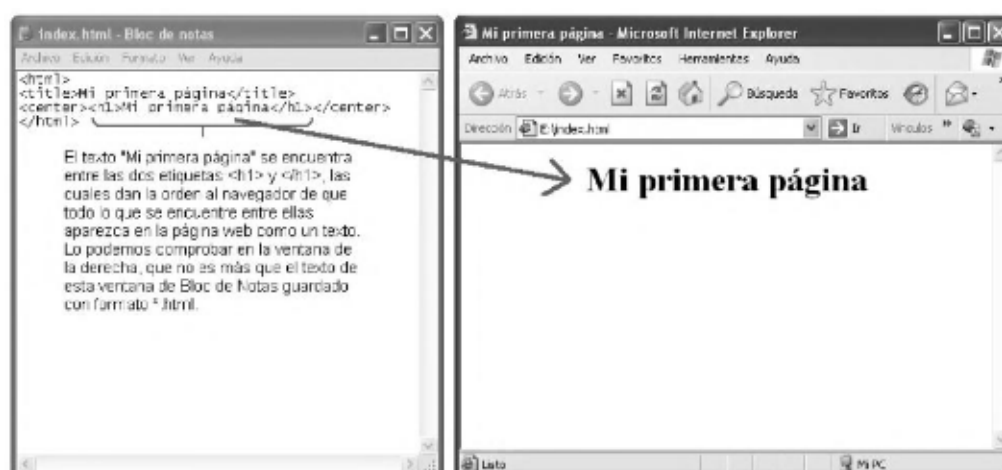 index.html - Bloc de notas
Archivo Edición Formato Ver Ayuda
<html>
<title>Mi primera página</title>
<center><h1>Mi primera página</h1></center>
</html>
El texto "Mi primera página" se encuentra
entre las dos etiquetas <h1> y </h1>, las
cuales dan la orden al navegador de que
todo lo que se encuentre entre ellas
aparezca en la página web como un texto.
Lo podemos comprobar en la ventana de
la derecha, que no es más que el texto de
esta ventana de Bloc de Notas guardado
con formato *.html.
Mi primera página - Microsoft Internet Explorer
Archivo Edición Ver Favoritos Herramientas Ayuda
Atrás Búsqueda Favoritos
Dirección E:\index.html Ir Vínculos »
Mi primera página
Listo Mi PC